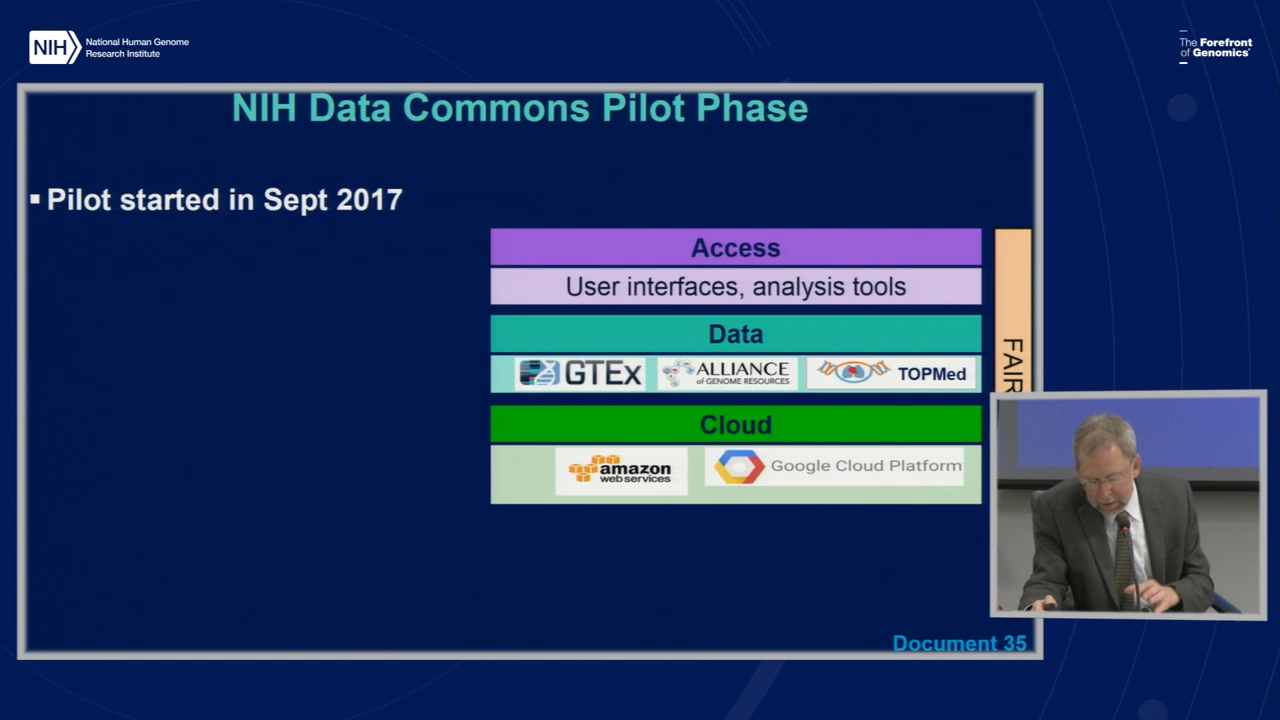 NIH
National Human Genome
Research Institute
The Forefront
of Genomics®
NIH Data Commons Pilot Phase
▪ Pilot started in Sept 2017
Access
User interfaces, analysis tools
Data
GTEx
ALLIANCE
of GENOME RESOURCES
TOPMed
FAIR
Cloud
amazon
web services
Google Cloud Platform
Document 35